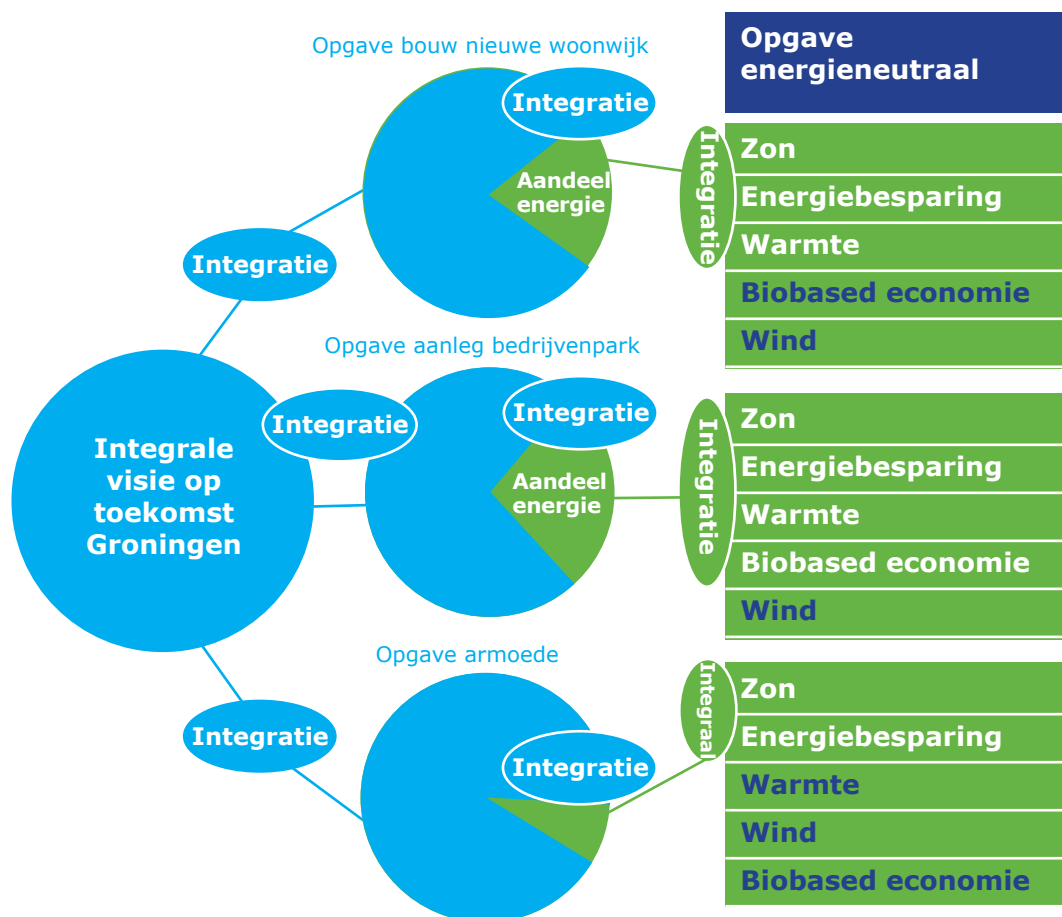 Opgave bouw nieuwe woonwijk
Opgave
energieneutraal
Integratie
Aandeel
energie
Integratie
Integratie
Zon
Energiebesparing
Warmte
Biobased economie
Wind
Opgave aanleg bedrijvenpark
Integrale
visie op
toekomst
Groningen
Integratie
Integratie
Aandeel
energie
Integratie
Zon
Energiebesparing
Warmte
Biobased economie
Wind
Opgave armoede
Integratie
Integratie
Integraal
Zon
Energiebesparing
Warmte
Wind
Biobased economie